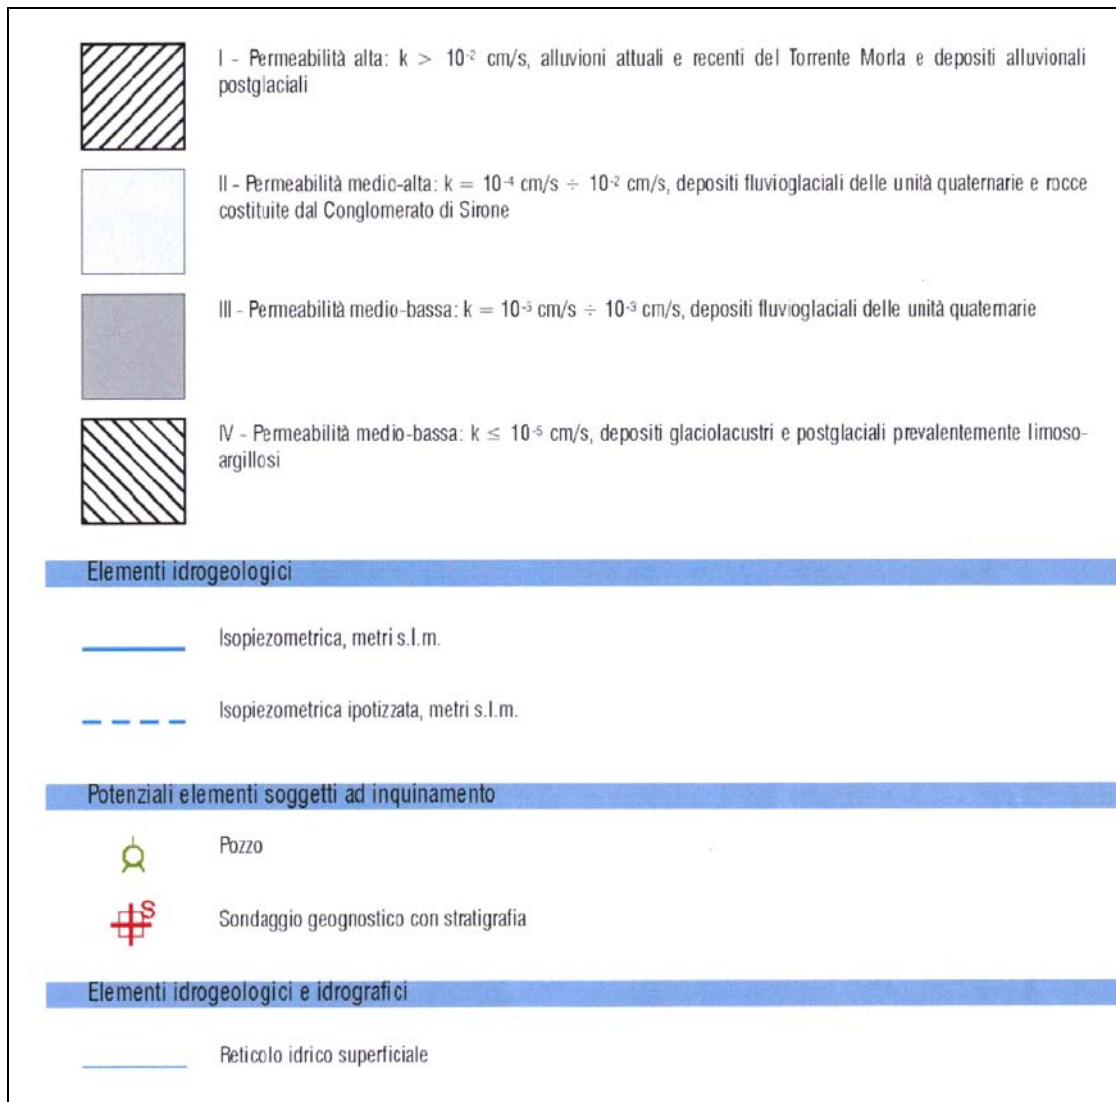 I - Permeabilità alta: k > 10⁻² cm/s, alluvioni attuali e recenti del Torrente Morla e depositi alluvionali
postglaciali
II - Permeabilità medio-alta: k = 10⁻⁴ cm/s ÷ 10⁻² cm/s, depositi fluvioglaciali delle unità quaternarie e rocce
costituite dal Conglomerato di Sirone
III - Permeabilità medio-bassa: k = 10⁻⁵ cm/s ÷ 10⁻³ cm/s, depositi fluvioglaciali delle unità quaternarie
IV - Permeabilità medio-bassa: k ≤ 10⁻⁵ cm/s, depositi glaciolacustri e postglaciali prevalentemente limoso-
argillosi
Elementi idrogeologici
Isopiezometrica, metri s.l.m.
Isopiezometrica ipotizzata, metri s.l.m.
Potenziali elementi soggetti ad inquinamento
Pozzo
S
Sondaggio geognostico con stratigrafia
Elementi idrogeologici e idrografici
Reticolo idrico superficiale